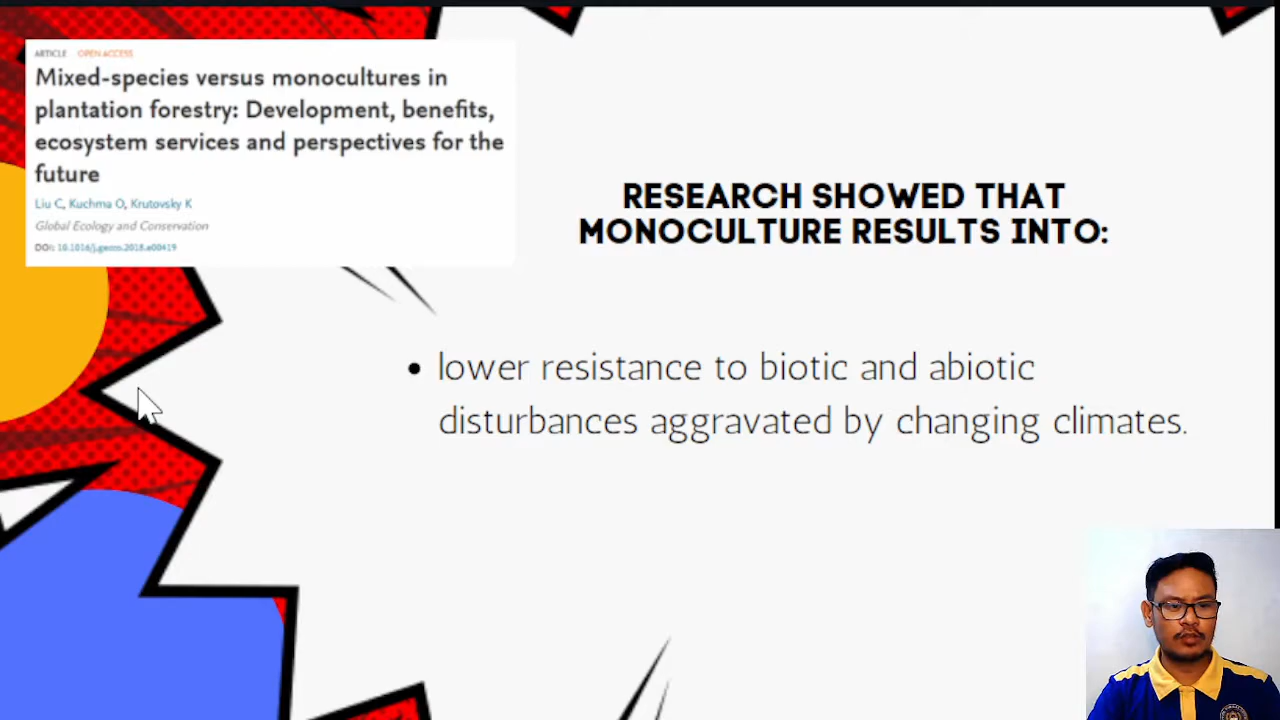 ARTICLE OPEN ACCESS
Mixed-species versus monocultures in
plantation forestry: Development, benefits,
ecosystem services and perspectives for the
future
Liu C, Kuchma O, Krutovsky K
Global Ecology and Conservation
DOI: 10.1016/j.gecco.2018.e00419
RESEARCH SHOWED THAT
MONOCULTURE RESULTS INTO:
• lower resistance to biotic and abiotic
disturbances aggravated by changing climates.